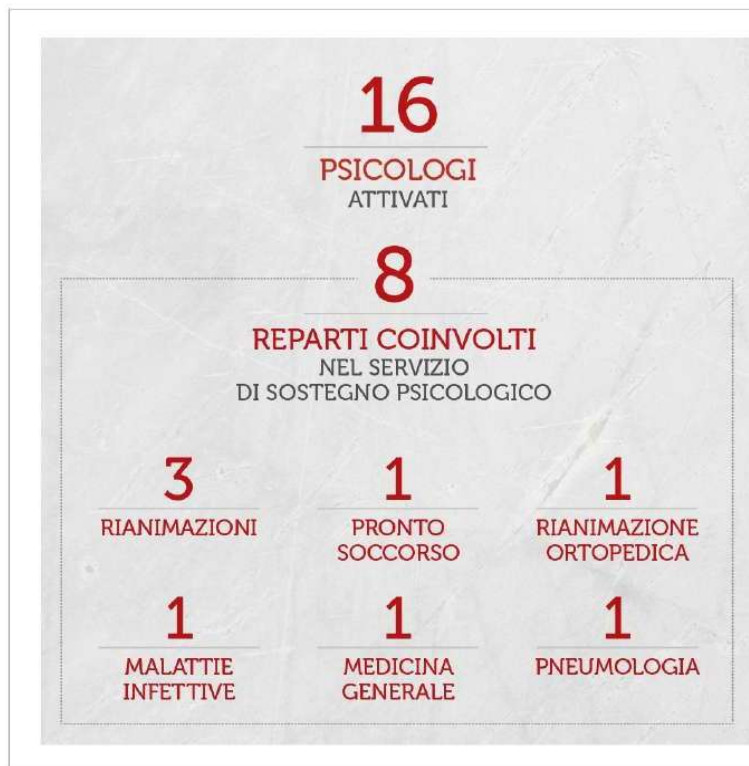 16
PSICOLOGI
ATTIVATI
8
REPARTI COINVOLTI
NEL SERVIZIO
DI SOSTEGNO PSICOLOGICO
3
RIANIMAZIONI
1
PRONTO
SOCCORSO
1
RIANIMAZIONE
ORTOPEDICA
1
MALATTIE
INFETTIVE
1
MEDICINA
GENERALE
1
PNEUMOLOGIA